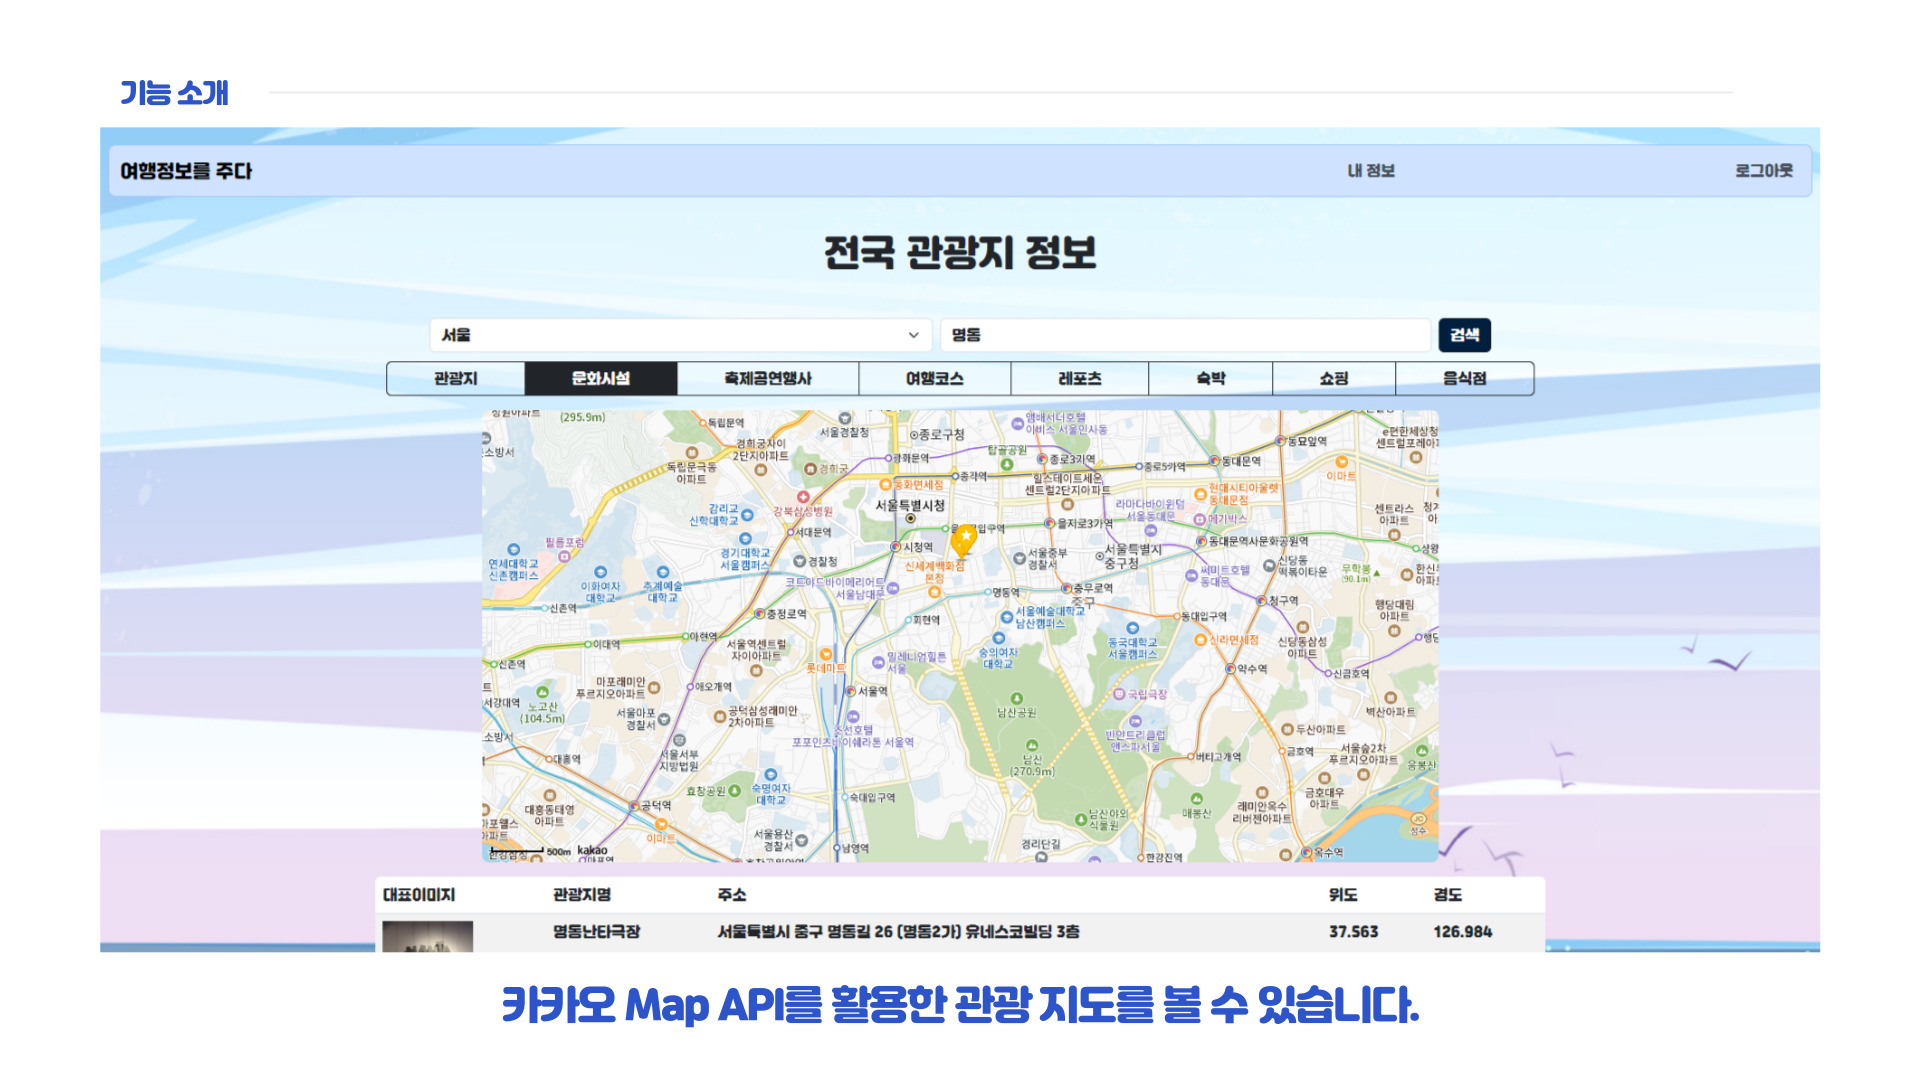 기능 소개
여행정보를 주다
내 정보
로그아웃
전국 관광지 정보
서울
명동
검색
관광지
문화시설
축제공연행사
여행코스
레포츠
숙박
쇼핑
음식점
(295.9m)
독립문역
서울경찰청
종로구청
앰배서더호텔
이비스 서울인사동
동묘앞역
e편한세상청
센트럴포레아
소방서
경희궁자이
2단지아파트
탑골공원
독립문극동
아파트
경희궁
광화문역
종로3가역
종로5가역
동대문역
이마트
동화면세점
종각역
힐스테이트세운
센트럴2단지아파트
현대시티아울렛
동대문점
감리교
신학대학교
강북삼성병원
서울특별시청
라마다바이윈덤
서울동대문
메가박스
센트라스
아파트
서대문역
을지로3가역
필름포럼
경기대학교
서울캠퍼스
시청역
동대문역사문화공원역
연세대학교
신촌캠퍼스
경찰청
신세계백화점
본점
서울중부
경찰서
서울특별시
중구청
신당동
떡볶이타운
무학봉
(90.1m)
이화여자
대학교
추계예술
대학교
코트야드바이메리어트
서울남대문
써미트호텔
동대문
신촌역
충정로역
명동역
충무로역
중구
청구역
행당대림
아파트
회현역
서울예술대학교
남산캠퍼스
동대입구역
이대역
아현역
서울역센트럴
자이아파트
숭의여자
대학교
동국대학교
서울캠퍼스
신라면세점
신당동삼성
아파트
신촌역
롯데마트
밀레니엄힐튼
서울
약수역
신금호역
마포래미안
푸르지오아파트
애오개역
서울역
국립극장
서강대역
노고산
(104.5m)
서울마포
경찰서
공덕삼성래미안
2차아파트
남산공원
벽산아파트
소방서
조선호텔
포포인츠바이쉐라톤 서울역
반얀트리클럽
앤스파서울
두산아파트
대흥역
서울서부
지방법원
남산
(270.9m)
버티고개역
금호역
서울숲2차
푸르지오아파트
응봉산
효창공원
숙명여자
대학교
숙대입구역
대흥동태영
아파트
공덕역
매봉산
래미안옥수
리버젠아파트
금호대우
아파트
이마트
서울용산
경찰서
남영역
남산야외
식물원
경리단길
한강진역
옥수역
JC
성수
500m
kakao
대표이미지
관광지명
주소
위도
경도
명동난타극장
서울특별시 중구 명동길 26 (명동2가) 유네스코빌딩 3층
37.563
126.984
카카오 Map API를 활용한 관광 지도를 볼 수 있습니다.